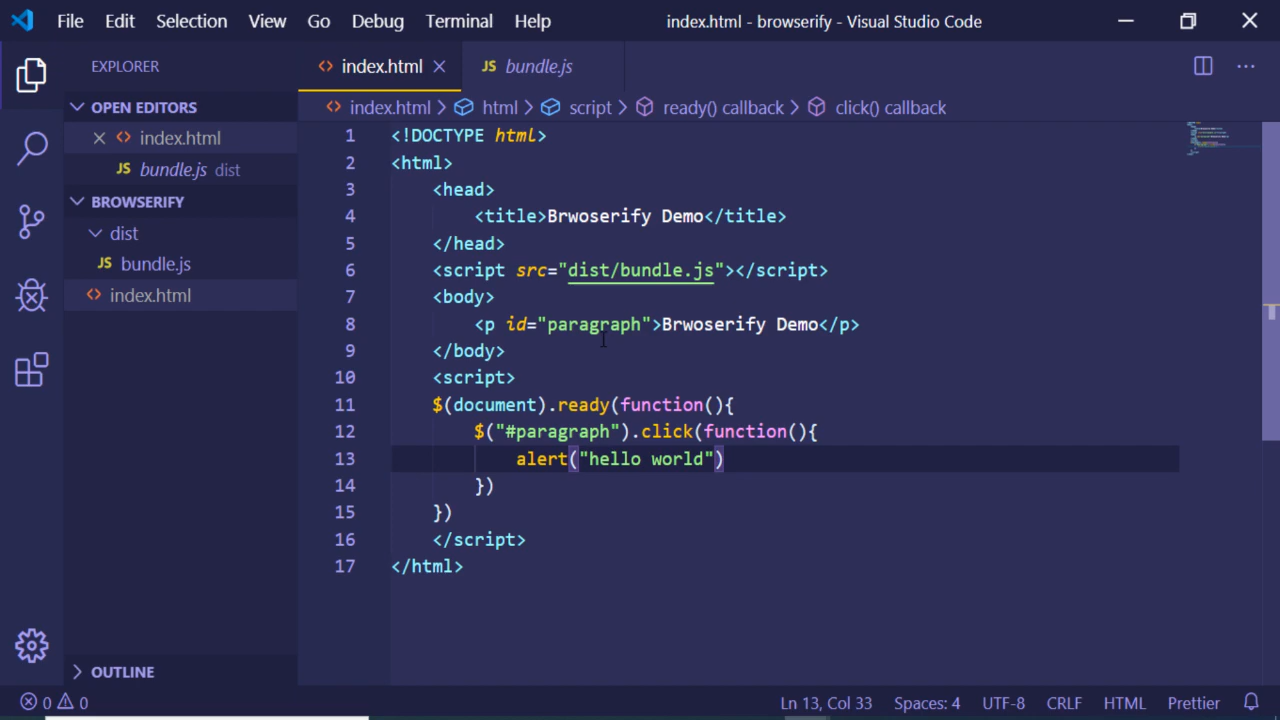 File Edit Selection View Go Debug Terminal Help index.html - browserify - Visual Studio Code
EXPLORER
OPEN EDITORS
index.html
JS bundle.js dist
BROWSERIFY
dist
JS bundle.js
index.html
OUTLINE
index.html JS bundle.js
index.html html script ready() callback click() callback
1 <!DOCTYPE html>
2 <html>
3 <head>
4 <title>Brwoserify Demo</title>
5 </head>
6 <script src="dist/bundle.js"></script>
7 <body>
8 <p id="paragraph">Brwoserify Demo</p>
9 </body>
10 <script>
11 $(document).ready(function(){
12 $("#paragraph").click(function(){
13 alert("hello world")
14 })
15 })
16 </script>
17 </html>
0 0 Ln 13, Col 33 Spaces: 4 UTF-8 CRLF HTML Prettier